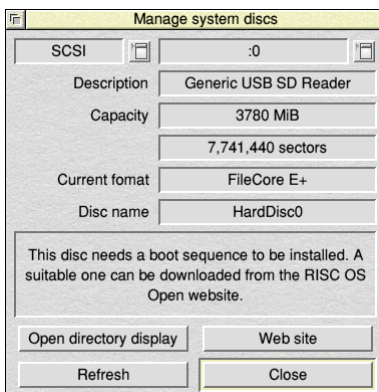 Manage system discs
SCSI :0
Description Generic USB SD Reader
Capacity 3780 MiB
7,741,440 sectors
Current fomat FileCore E+
Disc name HardDisc0
This disc needs a boot sequence to be installed. A
suitable one can be downloaded from the RISC OS
Open website.
Open directory display Web site
Refresh Close